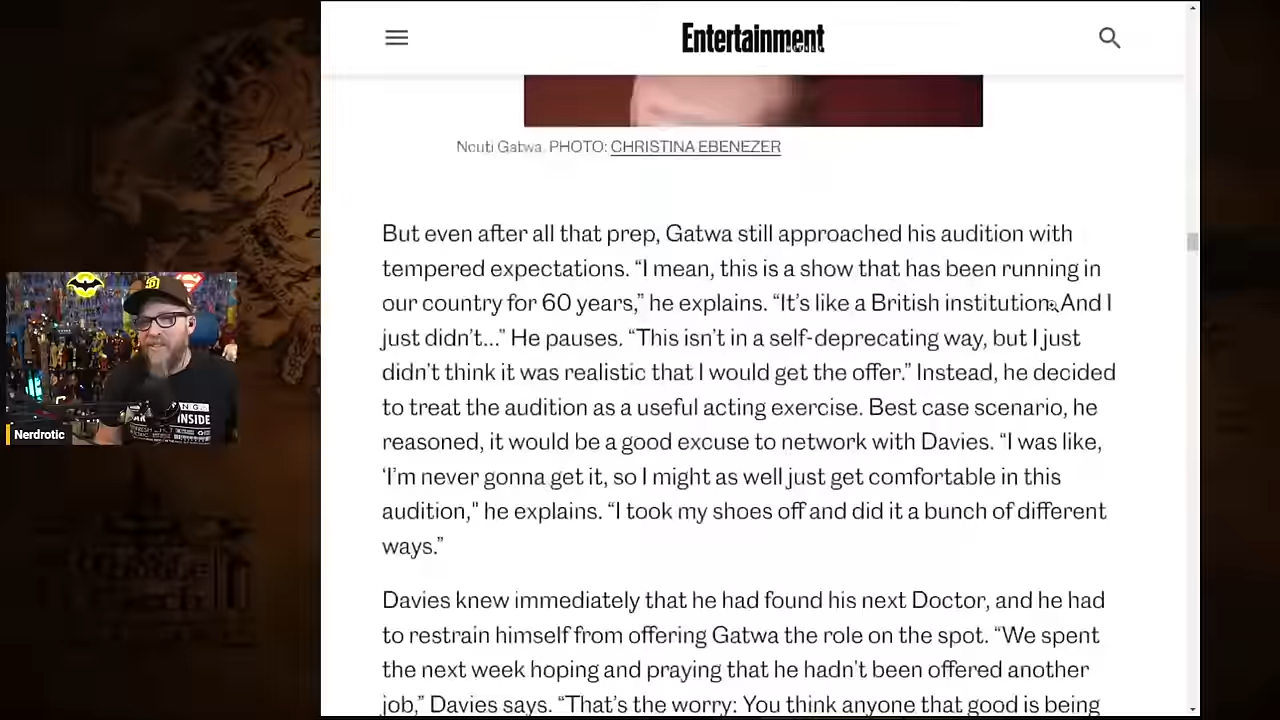 Entertainment
Ncuti Gatwa. PHOTO: CHRISTINA EBENEZER
But even after all that prep, Gatwa still approached his audition with
tempered expectations. “I mean, this is a show that has been running in
our country for 60 years,” he explains. “It’s like a British institution. And I
just didn’t...” He pauses. “This isn’t in a self-deprecating way, but I just
didn’t think it was realistic that I would get the offer.” Instead, he decided
to treat the audition as a useful acting exercise. Best case scenario, he
reasoned, it would be a good excuse to network with Davies. “I was like,
‘I’m never gonna get it, so I might as well just get comfortable in this
audition," he explains. “I took my shoes off and did it a bunch of different
ways.”
Davies knew immediately that he had found his next Doctor, and he had
to restrain himself from offering Gatwa the role on the spot. “We spent
the next week hoping and praying that he hadn’t been offered another
job,” Davies says. “That’s the worry: You think anyone that good is being
INSIDE
Nerdrotic